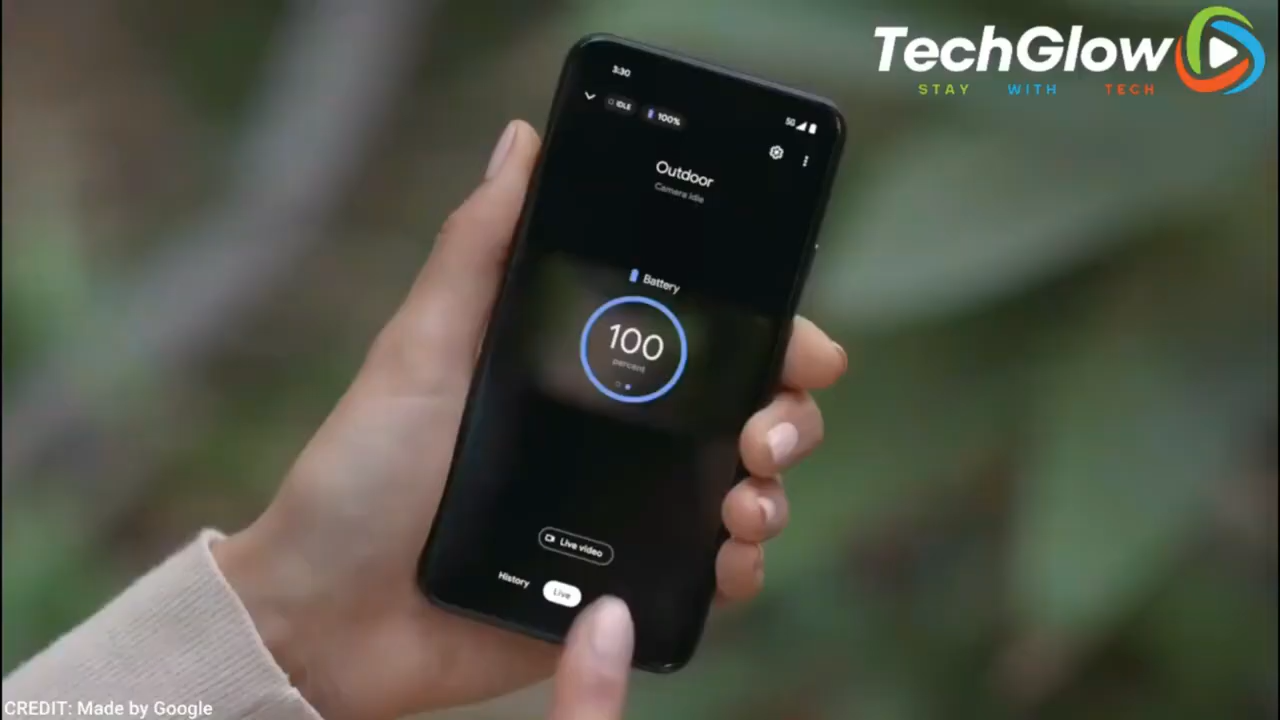 TechGlow
STAY WITH TECH
3:30
5G
IDLE
100%
Outdoor
Camera Idle
Battery
100
percent
Live video
History
Live
CREDIT: Made by Google